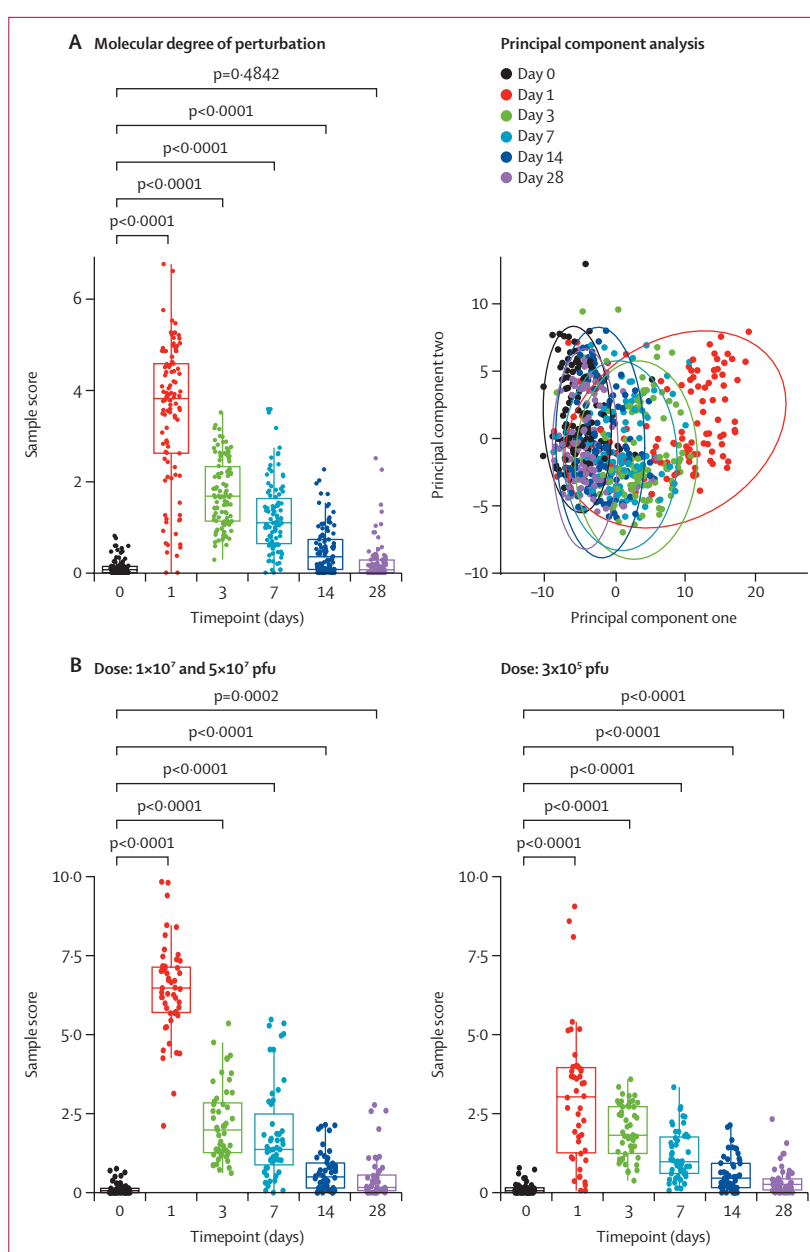 A Molecular degree of perturbation
p=0·4842
p<0·0001
p<0·0001
p<0·0001
p<0·0001
6
4
2
0
Sample score
0 1 3 7 14 28
Timepoint (days)
Principal component analysis
Day 0
Day 1
Day 3
Day 7
Day 14
Day 28
10
5
0
−5
−10
Principal component two
−10 0 10 20
Principal component one
B Dose: 1×10⁷ and 5×10⁷ pfu
p=0·0002
p<0·0001
p<0·0001
p<0·0001
p<0·0001
10·0
7·5
5·0
2·5
0
Sample score
0 1 3 7 14 28
Timepoint (days)
Dose: 3x10⁵ pfu
p<0·0001
p<0·0001
p<0·0001
p<0·0001
p<0·0001
10·0
7·5
5·0
2·5
0
Sample score
0 1 3 7 14 28
Timepoint (days)